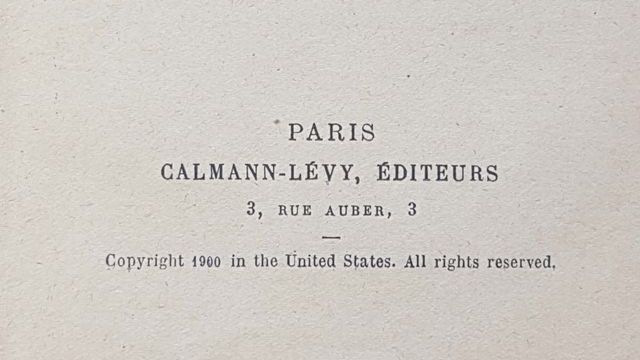 PARIS
CALMANN-LÉVY, ÉDITEURS
3, RUE AUBER, 3
Copyright 1900 in the United States. All rights reserved.